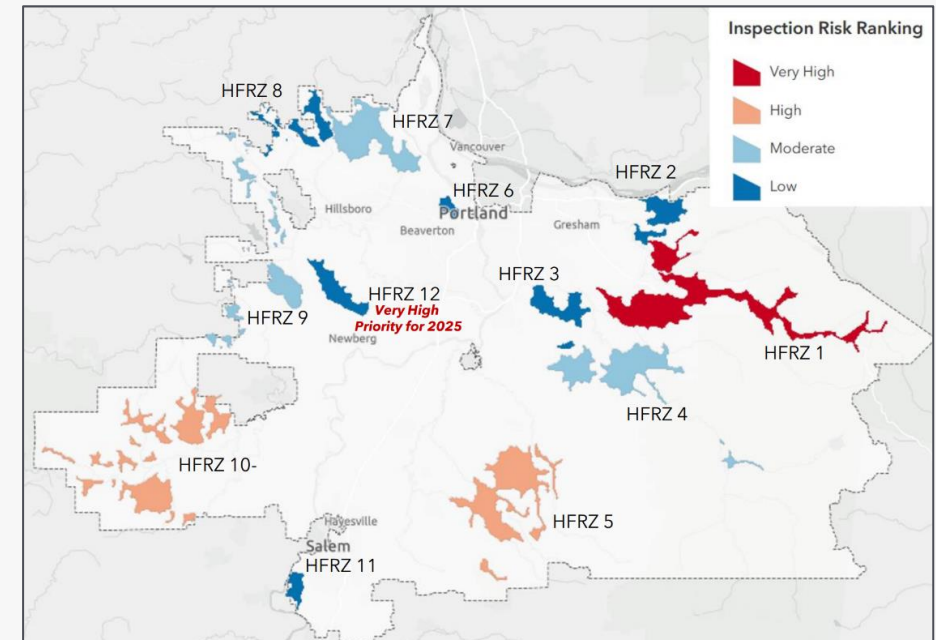 Inspection Risk Ranking
Very High
High
Moderate
Low
HFRZ 8
HFRZ 7
Vancouver
HFRZ 2
HFRZ 6
Portland
Hillsboro
Beaverton
Gresham
HFRZ 3
HFRZ 12
Very High
Priority for 2025
HFRZ 9
Newberg
HFRZ 1
HFRZ 4
HFRZ 10-
HFRZ 5
Hayesville
Salem
HFRZ 11